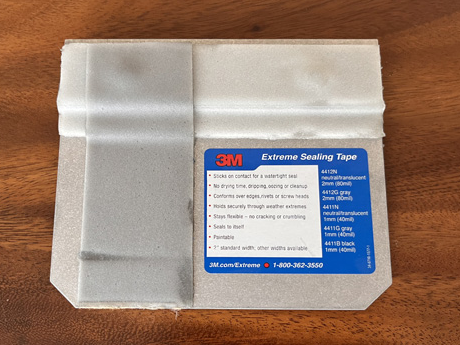 3M Extreme Sealing Tape
• Sticks on contact for a watertight seal
• No drying time, dripping, oozing or cleanup
• Conforms over edges, rivets or screw heads
• Holds securely through weather extremes
• Stays flexible – no cracking or crumbling
• Seals to itself
• Paintable
• ?" standard width; other widths available
4412N
neutral/translucent
2mm (80mil)
4412G gray
2mm (80mil)
4411N
neutral/translucent
1mm (40mil)
4411G gray
1mm (40mil)
4411B black
1mm (40mil)
3M.com/Extreme • 1-800-362-3550